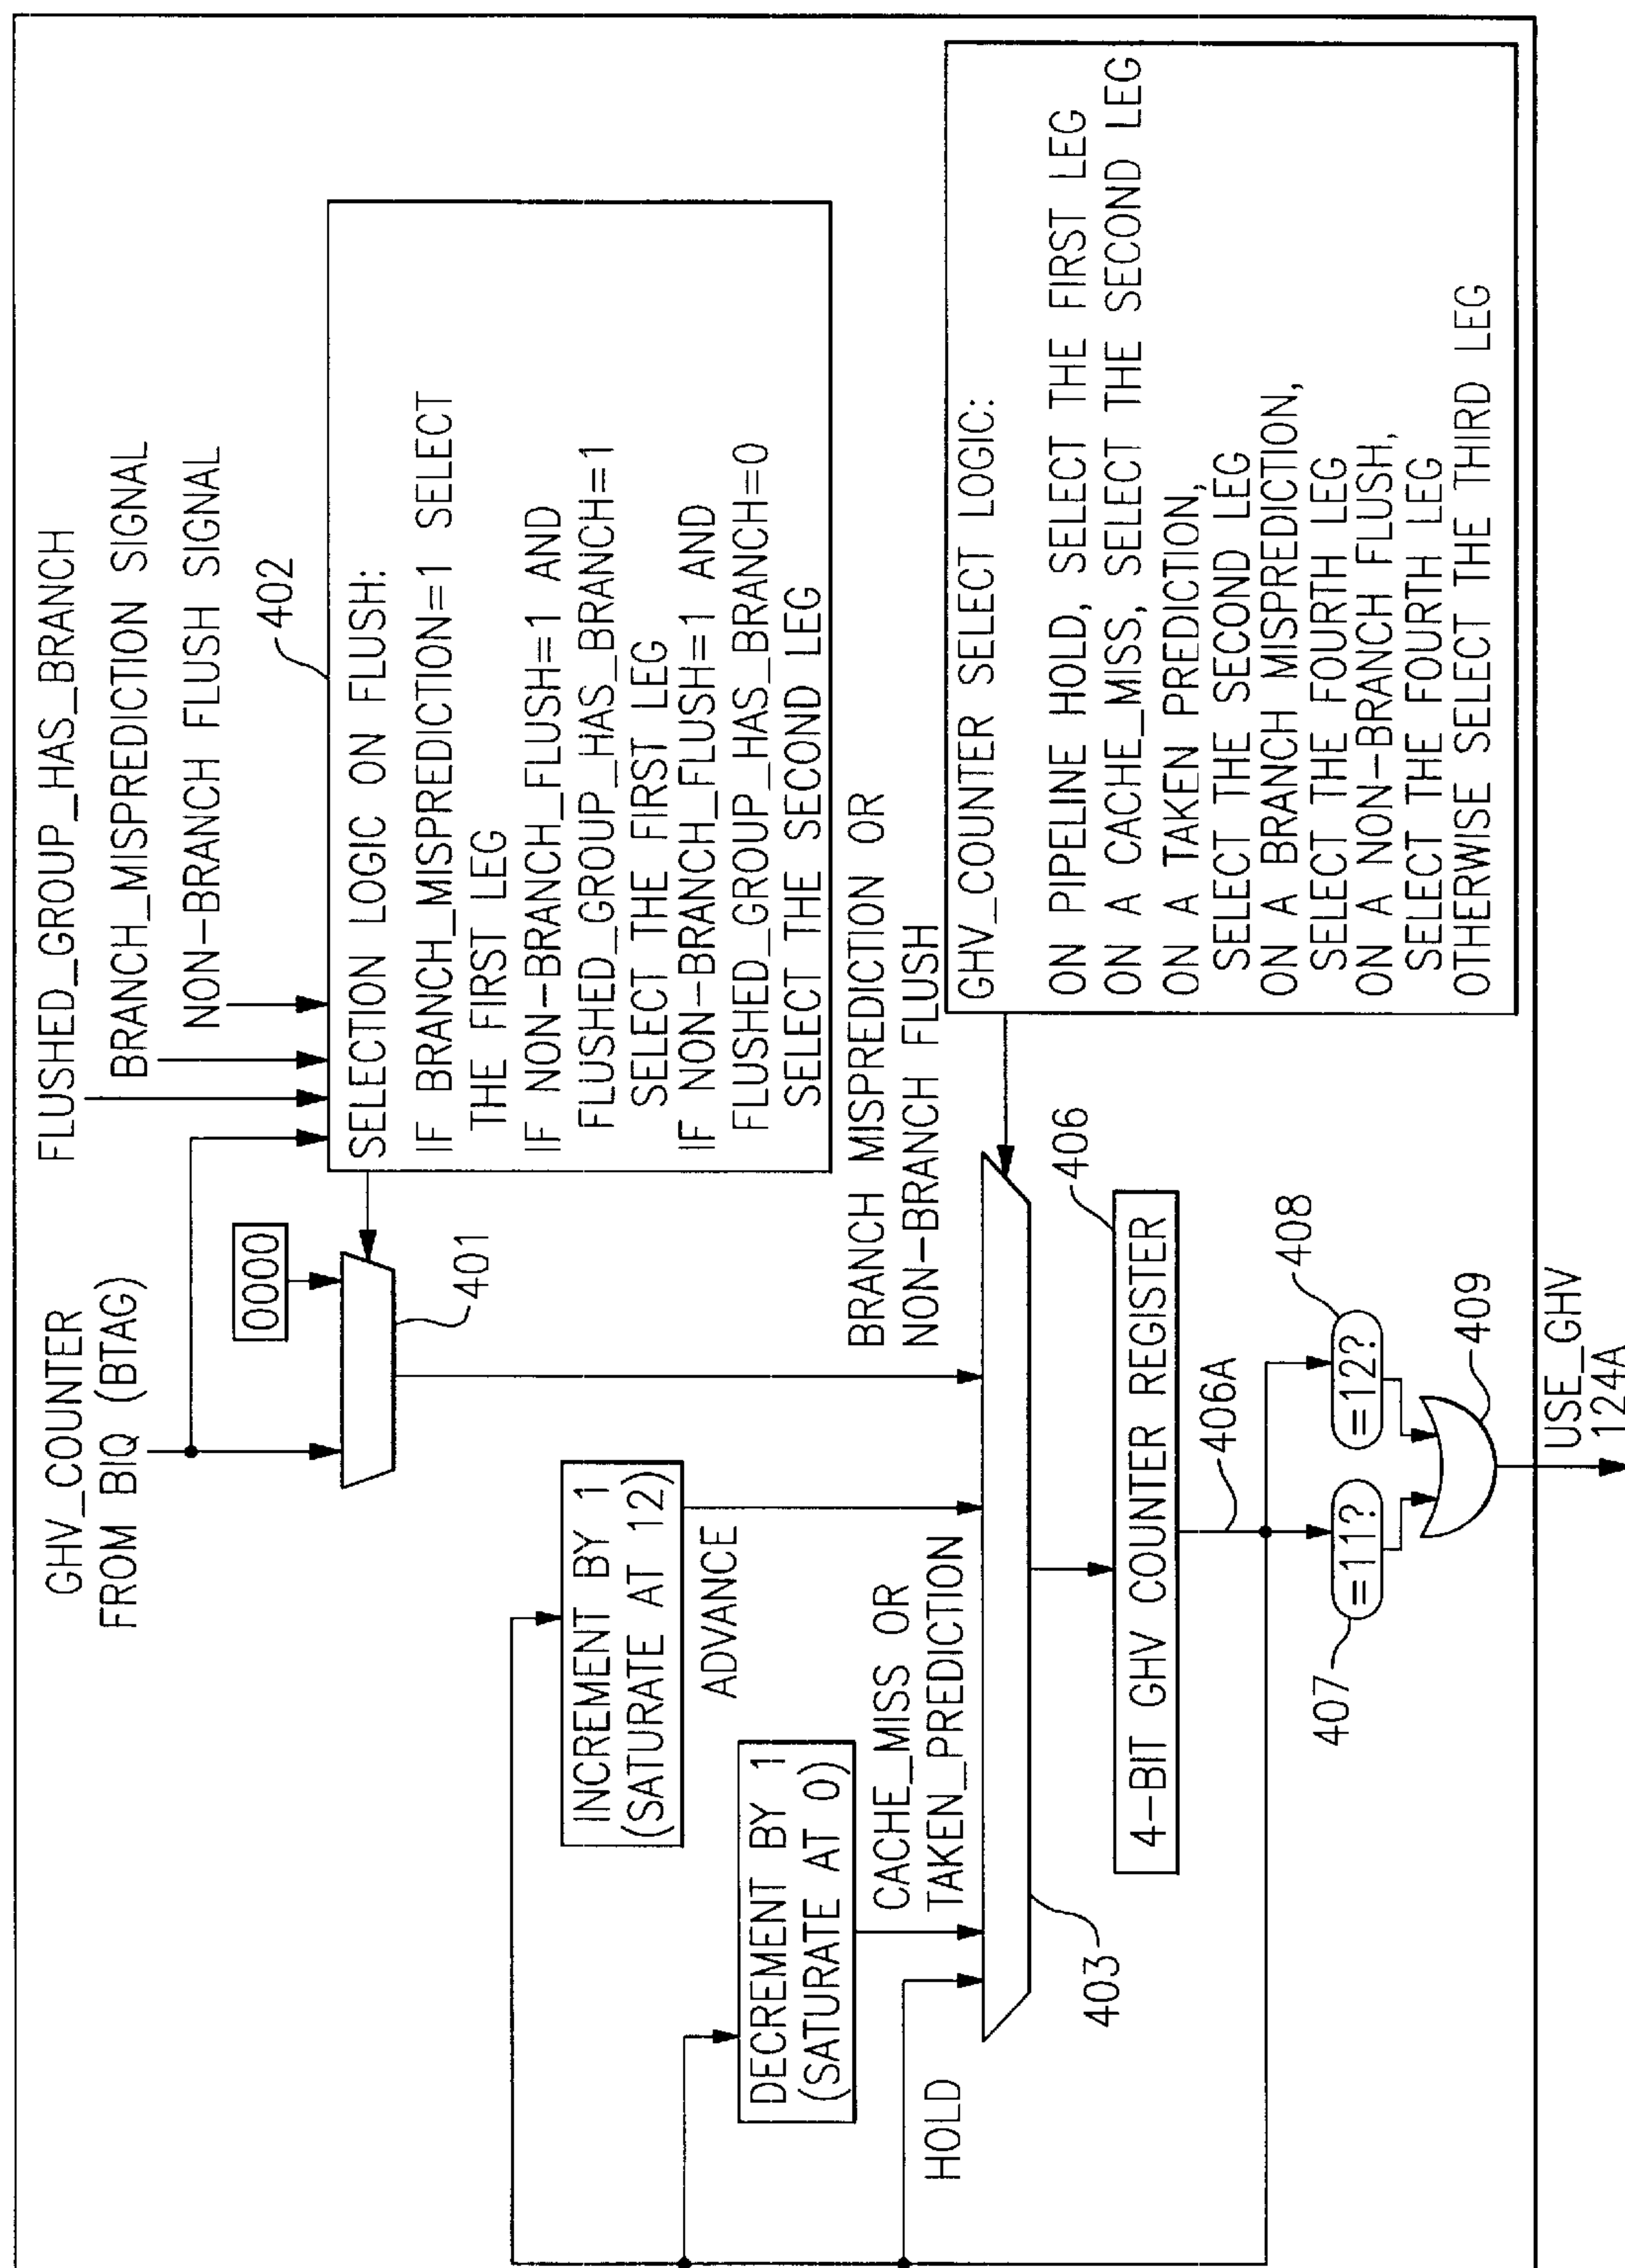 GHV_COUNTER
FROM BIQ (BTAG)
FLUSHED_GROUP_HAS_BRANCH
BRANCH_MISPREDICTION SIGNAL
NON-BRANCH FLUSH SIGNAL
0000
401
402
SELECTION LOGIC ON FLUSH:
IF BRANCH_MISPREDICTION=1 SELECT
THE FIRST LEG
IF NON-BRANCH_FLUSH=1 AND
FLUSHED_GROUP_HAS_BRANCH=1
SELECT THE FIRST LEG
IF NON-BRANCH_FLUSH=1 AND
FLUSHED_GROUP_HAS_BRANCH=0
SELECT THE SECOND LEG
INCREMENT BY 1
(SATURATE AT 12)
ADVANCE
DECREMENT BY 1
(SATURATE AT 0)
CACHE_MISS OR
TAKEN_PREDICTION
HOLD
BRANCH MISPREDICTION OR
NON-BRANCH FLUSH
403
GHV_COUNTER SELECT LOGIC:
ON PIPELINE HOLD, SELECT THE FIRST LEG
ON A CACHE_MISS, SELECT THE SECOND LEG
ON A TAKEN PREDICTION,
SELECT THE SECOND LEG
ON A BRANCH MISPREDICTION,
SELECT THE FOURTH LEG
ON A NON-BRANCH FLUSH,
SELECT THE FOURTH LEG
OTHERWISE SELECT THE THIRD LEG
4-BIT GHV COUNTER REGISTER
406
406A
407
=11?
=12?
408
409
USE_GHV
124A